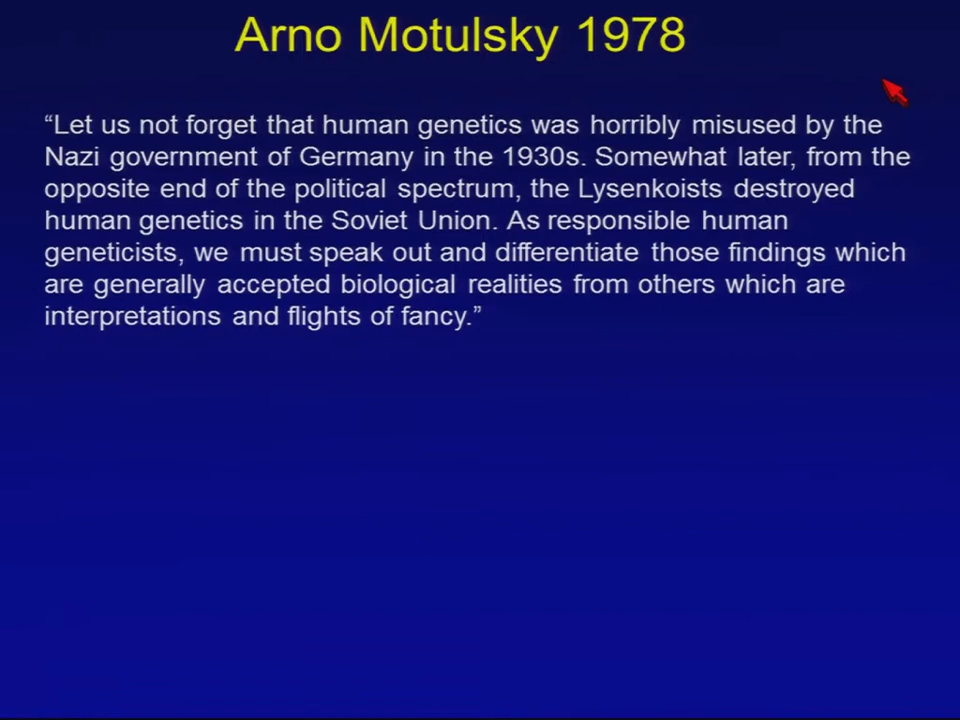 Arno Motulsky 1978
“Let us not forget that human genetics was horribly misused by the
Nazi government of Germany in the 1930s. Somewhat later, from the
opposite end of the political spectrum, the Lysenkoists destroyed
human genetics in the Soviet Union. As responsible human
geneticists, we must speak out and differentiate those findings which
are generally accepted biological realities from others which are
interpretations and flights of fancy.”